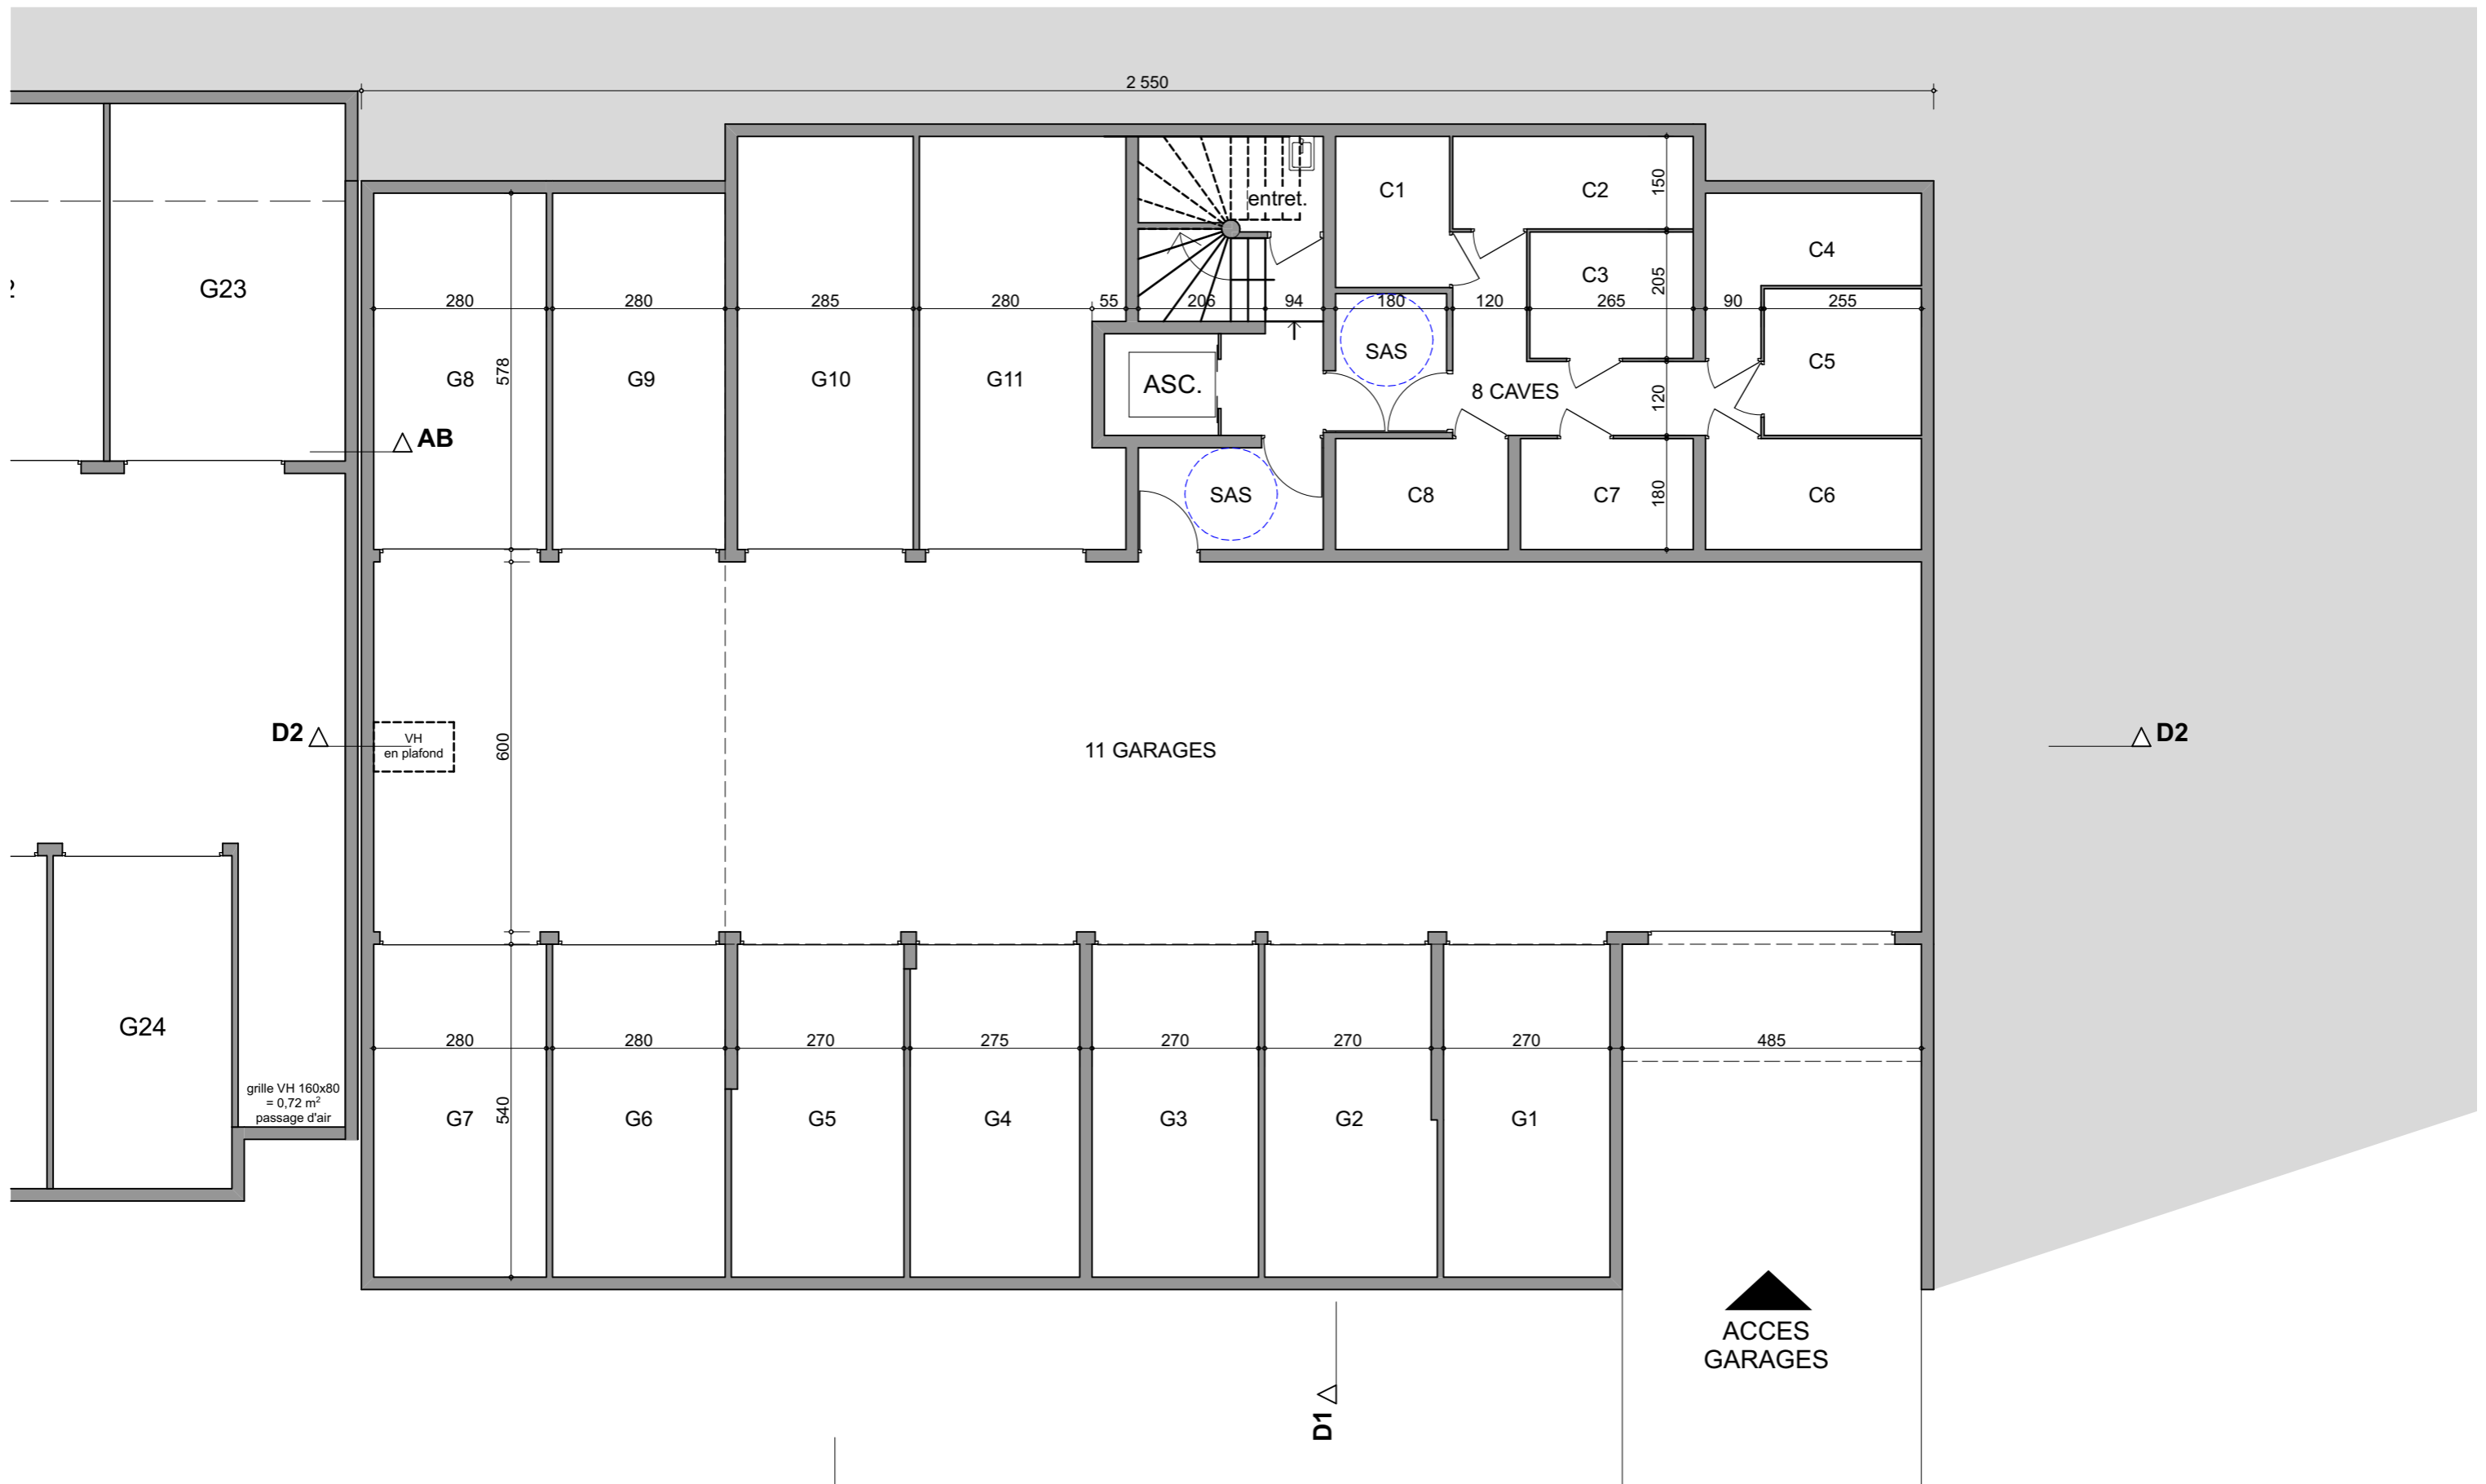 2 550
entret.
C1
C2
150
C4
G23
C3
205
280
280
285
280
55
206
94
180
120
265
90
255
G8
578
G9
G10
G11
ASC.
SAS
8 CAVES
120
C5
AB
SAS
C8
C7
180
C6
D2
VH
en plafond
600
11 GARAGES
D2
G24
280
280
270
275
270
270
270
485
grille VH 160x80
= 0,72 m²
passage d'air
G7
540
G6
G5
G4
G3
G2
G1
ACCES
GARAGES
D1